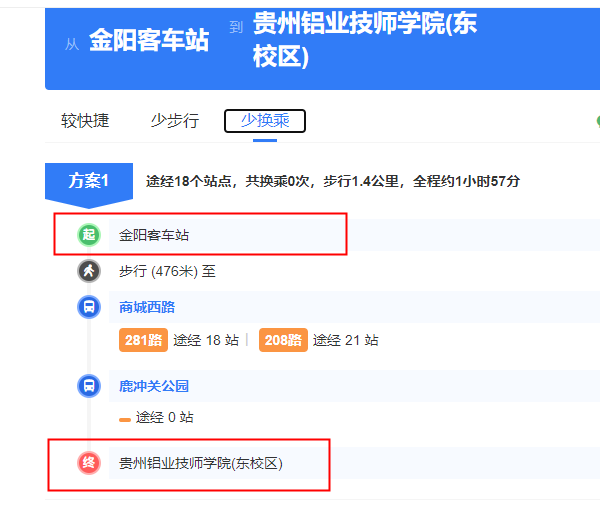 从 金阳客车站 到 贵州铝业技师学院(东
校区)
较快捷 少步行 少换乘
方案1 途经18个站点，共换乘0次，步行1.4公里，全程约1小时57分
起 金阳客车站
步行 (476米) 至
商城西路
281路 途经 18 站 | 208路 途经 21 站
鹿冲关公园
途经 0 站
终 贵州铝业技师学院(东校区)